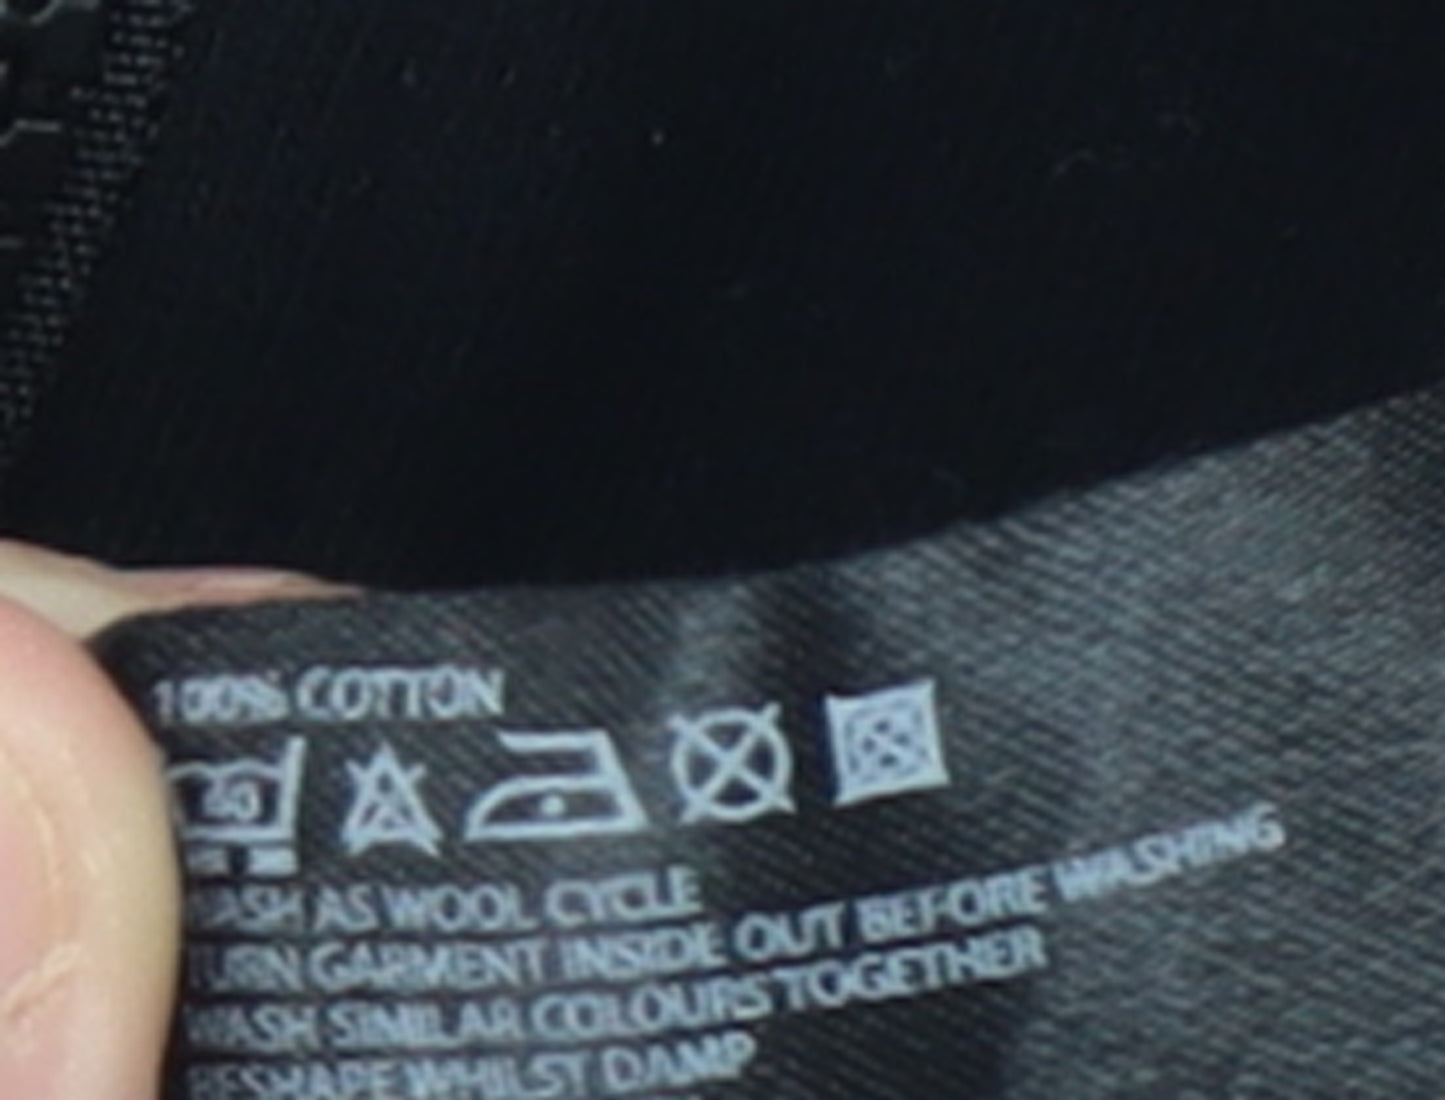 100% COTTON
40
WASH AS WOOL CYCLE
TURN GARMENT INSIDE OUT BEFORE WASHING
WASH SIMILAR COLOURS TOGETHER
RESHAPE WHILST DAMP